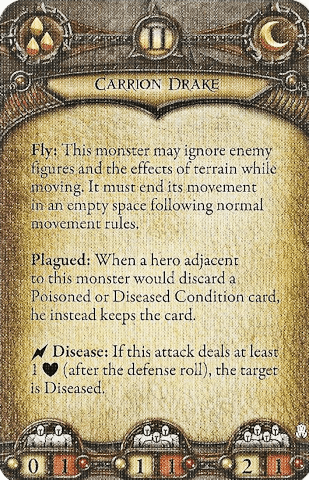 II
CARRION DRAKE
Fly: This monster may ignore enemy
figures and the effects of terrain while
moving. It must end its movement
in an empty space following normal
movement rules.
Plagued: When a hero adjacent
to this monster would discard a
Poisoned or Diseased Condition card,
he instead keeps the card.
Disease: If this attack deals at least
1 (after the defense roll), the target
is Diseased.
0 1 1 1 2 1